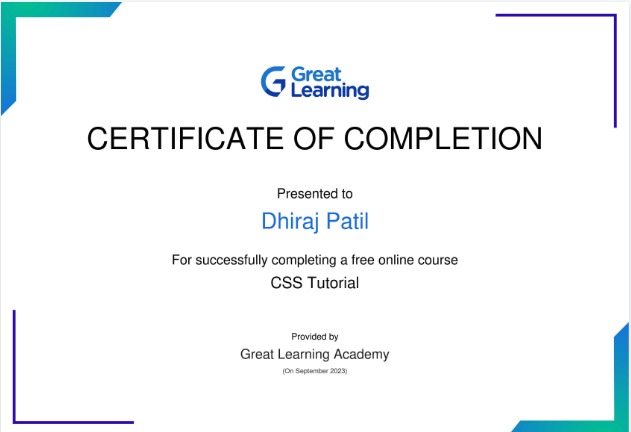 Great
Learning
CERTIFICATE OF COMPLETION
Presented to
Dhiraj Patil
For successfully completing a free online course
CSS Tutorial
Provided by
Great Learning Academy
(On September 2023)